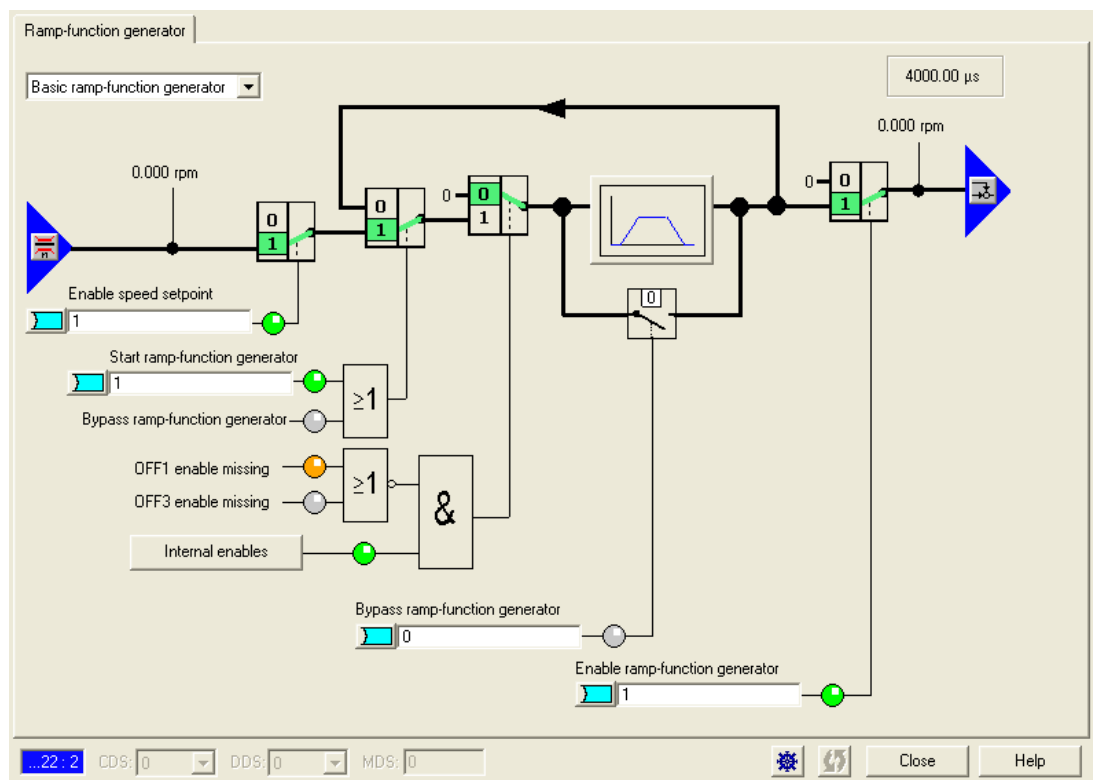 Ramp-function generator
Basic ramp-function generator
4000.00 µs
0.000 rpm
0.000 rpm
0
0
1
0
1
0
0
1
0
0
1
n
Enable speed setpoint
1
0
Start ramp-function generator
1
≥1
Bypass ramp-function generator
OFF1 enable missing
≥1
OFF3 enable missing
&
Internal enables
Bypass ramp-function generator
0
Enable ramp-function generator
1
...22 : 2
CDS: 0
DDS: 0
MDS: 0
Close
Help